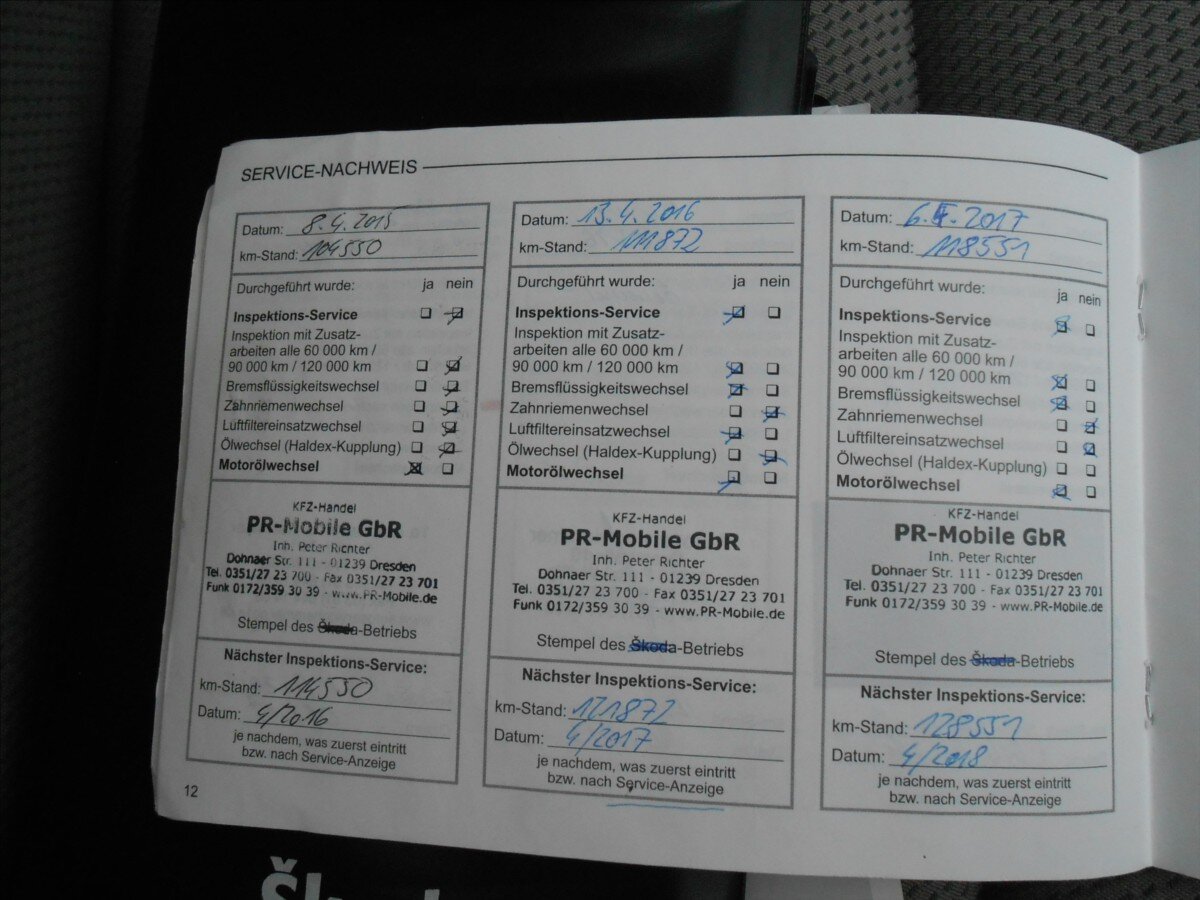 SERVICE-NACHWEIS
Datum: 8.4.2015
km-Stand: 104550
Durchgeführt wurde: ja nein
Inspektions-Service
Inspektion mit Zusatz-
arbeiten alle 60 000 km /
90 000 km / 120 000 km
Bremsflüssigkeitswechsel
Zahnriemenwechsel
Luftfiltereinsatzwechsel
Ölwechsel (Haldex-Kupplung)
Motorölwechsel
KFZ-Handel
PR-Mobile GbR
Inh. Peter Richter
Dohnaer Str. 111 - 01239 Dresden
Tel. 0351/27 23 700 - Fax 0351/27 23 701
Funk 0172/359 30 39 - www.PR-Mobile.de
Stempel des Skoda-Betriebs
Nächster Inspektions-Service:
km-Stand: 114550
Datum: 4/2016
je nachdem, was zuerst eintritt
bzw. nach Service-Anzeige
12
Datum: 13.4.2016
km-Stand: 111872
Durchgeführt wurde: ja nein
Inspektions-Service
Inspektion mit Zusatz-
arbeiten alle 60 000 km /
90 000 km / 120 000 km
Bremsflüssigkeitswechsel
Zahnriemenwechsel
Luftfiltereinsatzwechsel
Ölwechsel (Haldex-Kupplung)
Motorölwechsel
KFZ-Handel
PR-Mobile GbR
Inh. Peter Richter
Dohnaer Str. 111 - 01239 Dresden
Tel. 0351/27 23 700 - Fax 0351/27 23 701
Funk 0172/359 30 39 - www.PR-Mobile.de
Stempel des Škoda-Betriebs
Nächster Inspektions-Service:
km-Stand: 121872
Datum: 4/2017
je nachdem, was zuerst eintritt
bzw. nach Service-Anzeige
Datum: 6. 2017
km-Stand: 118551
Durchgeführt wurde: ja nein
Inspektions-Service
Inspektion mit Zusatz-
arbeiten alle 60 000 km /
90 000 km / 120 000 km
Bremsflüssigkeitswechsel
Zahnriemenwechsel
Luftfiltereinsatzwechsel
Ölwechsel (Haldex-Kupplung)
Motorölwechsel
KFZ-Handel
PR-Mobile GbR
Inh. Peter Richter
Dohnaer Str. 111 - 01239 Dresden
Tel. 0351/27 23 700 - Fax 0351/27 23 701
Funk 0172/359 30 39 - www.PR-Mobile.de
Stempel des Škoda-Betriebs
Nächster Inspektions-Service:
km-Stand: 128551
Datum: 4/2018
je nachdem, was zuerst eintritt
bzw. nach Service-Anzeige